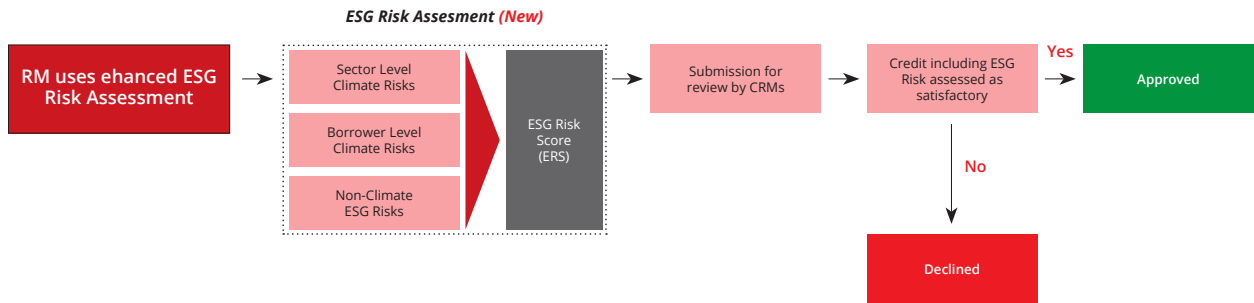 ESG Risk Assesment (New)
RM uses ehanced ESG
Risk Assessment
Sector Level
Climate Risks
Borrower Level
Climate Risks
Non-Climate
ESG Risks
ESG Risk
Score
(ERS)
Submission for
review by CRMs
Credit including ESG
Risk assessed as
satisfactory
Yes
Approved
No
Declined